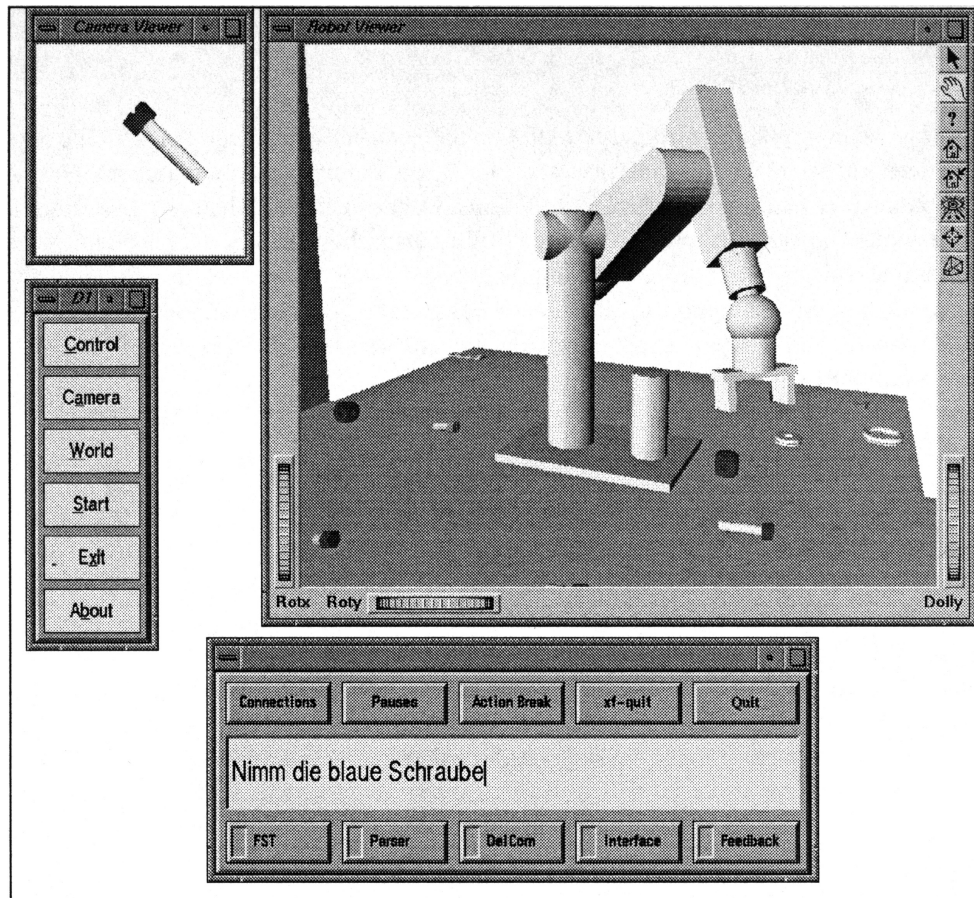 Camera Viewer
Robot Viewer
?
D1
Control
Camera
World
Start
Exit
About
Rotx Roty Dolly
Connections Pauses Action Break xf-quit Quit
Nimm die blaue Schraube
FST Parser DelCom Interface Feedback